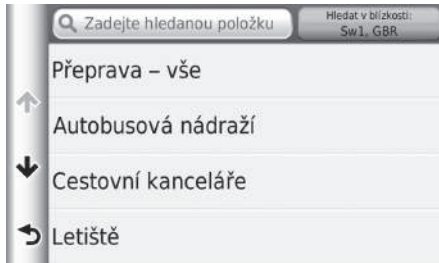 Zadejte hledanou položku
Hledat v blízkosti:
Sw1, GBR
Přeprava – vše
Autobusová nádraží
Cestovní kanceláře
Letiště